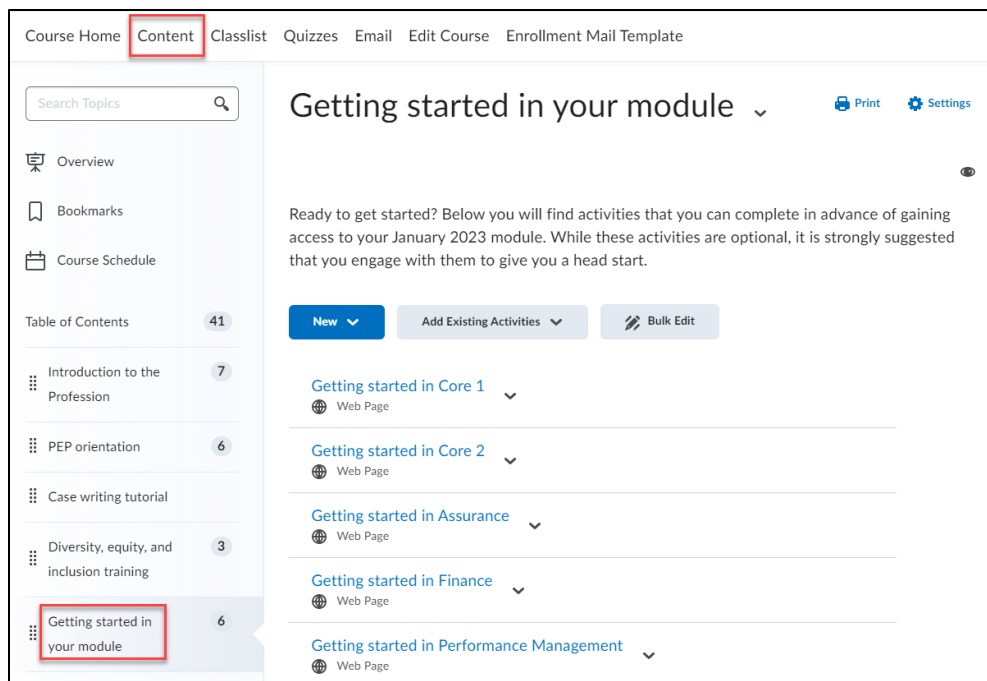 Course Home Content Classlist Quizzes Email Edit Course Enrollment Mail Template
Search Topics
Overview
Bookmarks
Course Schedule
Table of Contents 41
Introduction to the
Profession
7
PEP orientation 6
Case writing tutorial
Diversity, equity, and
inclusion training
3
Getting started in
your module
6
Getting started in your module
Print Settings
Ready to get started? Below you will find activities that you can complete in advance of gaining
access to your January 2023 module. While these activities are optional, it is strongly suggested
that you engage with them to give you a head start.
New Add Existing Activities Bulk Edit
Getting started in Core 1
Web Page
Getting started in Core 2
Web Page
Getting started in Assurance
Web Page
Getting started in Finance
Web Page
Getting started in Performance Management
Web Page